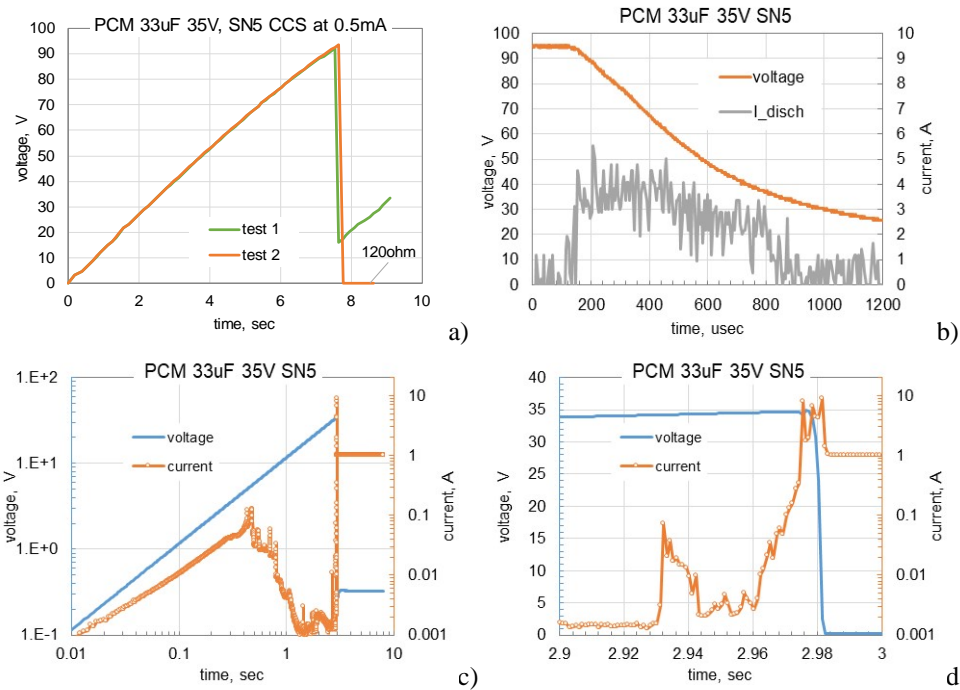 PCM 33uF 35V, SN5 CCS at 0.5mA
100
90
80
70
60
50
40
30
20
10
0
voltage, V
test 1
test 2
120ohm
0 2 4 6 8 10
time, sec
a)
PCM 33uF 35V SN5
100
90
80
70
60
50
40
30
20
10
0
voltage, V
voltage
I_disch
10
9
8
7
6
5
4
3
2
1
0
current, A
0 200 400 600 800 1000 1200
time, usec
b)
PCM 33uF 35V SN5
1.E+2
1.E+1
1.E+0
1.E-1
voltage, V
voltage
current
10
1
0.1
0.01
0.001
current, A
0.01 0.1 1 10
time, sec
c)
PCM 33uF 35V SN5
40
35
30
25
20
15
10
5
0
voltage, V
voltage
current
10
1
0.1
0.01
0.001
current, A
2.9 2.92 2.94 2.96 2.98 3
time, sec
d